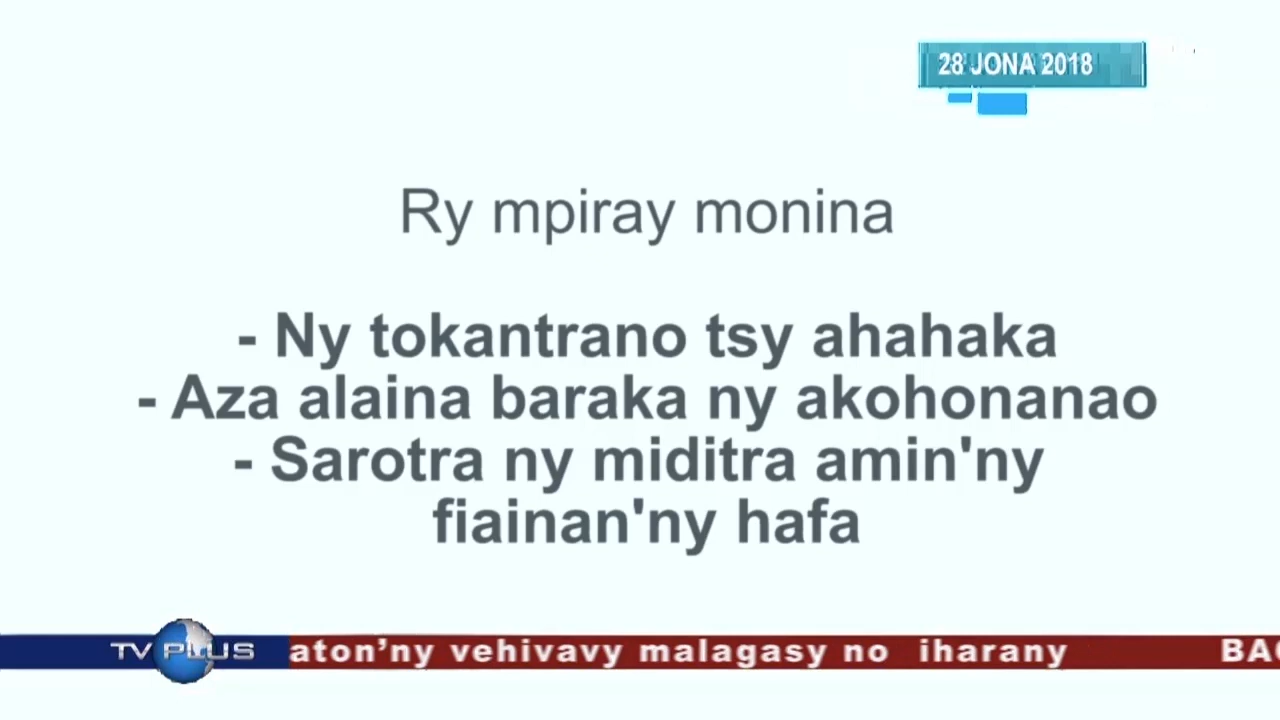 28 JONA 2018
Ry mpiray monina
- Ny tokantrano tsy ahahaka
- Aza alaina baraka ny akohonanao
- Sarotra ny miditra amin'ny
fiainan'ny hafa
TV PLUS
aton'ny vehivavy malagasy no iharany